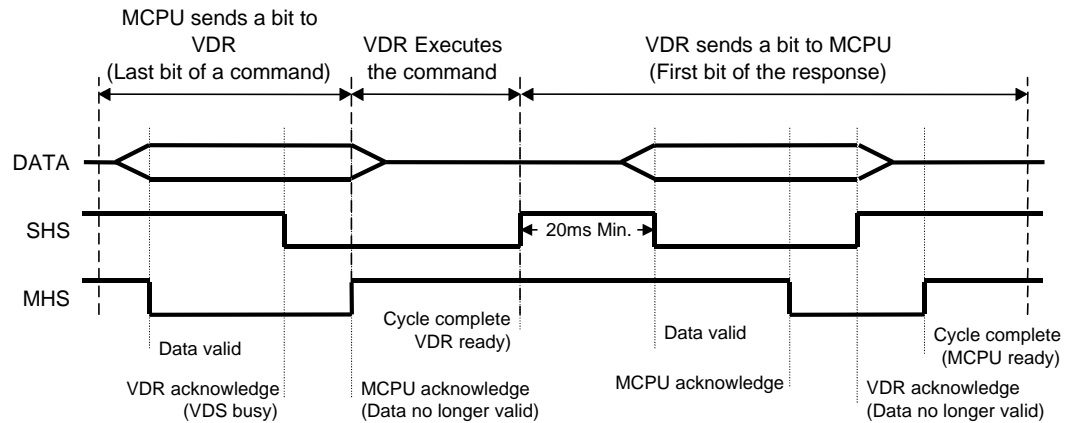 MCPU sends a bit to
VDR
(Last bit of a command)
VDR Executes
the command
VDR sends a bit to MCPU
(First bit of the response)
DATA
SHS
20ms Min.
MHS
Data valid
Cycle complete
VDR ready)
Data valid
Cycle complete
(MCPU ready)
VDR acknowledge
(VDS busy)
MCPU acknowledge
(Data no longer valid)
MCPU acknowledge
VDR acknowledge
(Data no longer valid)